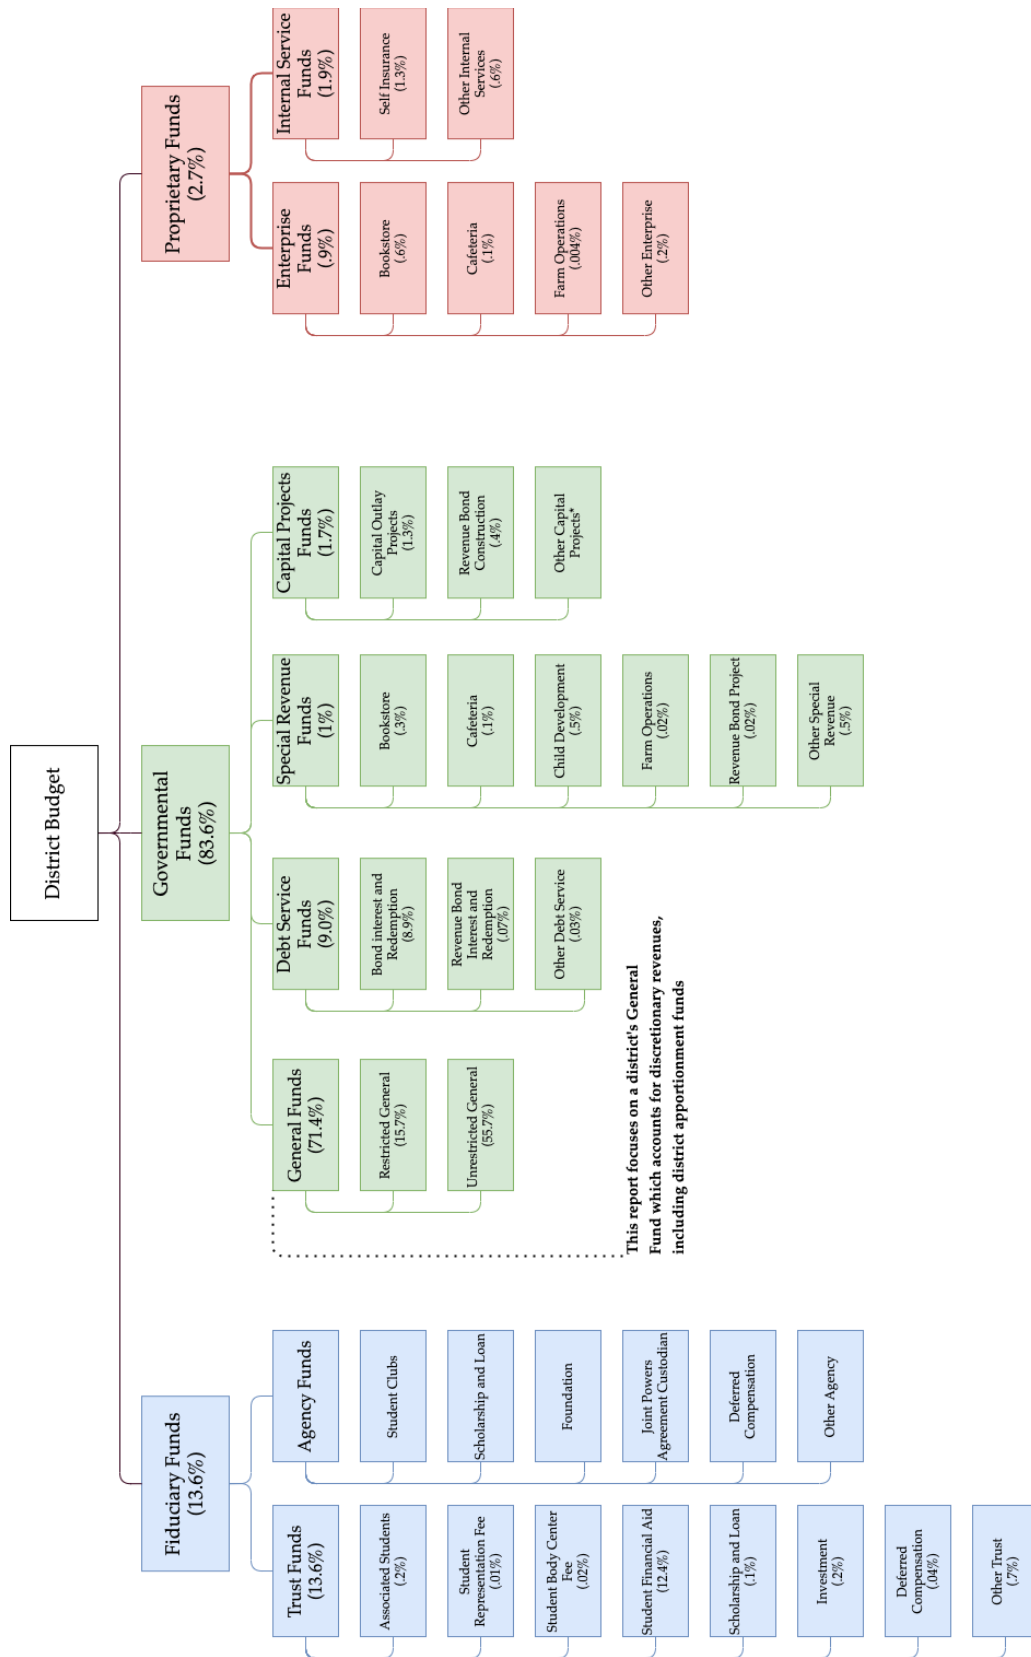 District Budget
Fiduciary Funds
(13.6%)
Trust Funds
(13.6%)
Associated Students
(.2%)
Student
Representation Fee
(.01%)
Student Body Center
Fee
(.02%)
Student Financial Aid
(12.4%)
Scholarship and Loan
(.1%)
Investment
(.2%)
Deferred
Compensation
(.04%)
Other Trust
(.7%)
Agency Funds
Student Clubs
Scholarship and Loan
Foundation
Joint Powers
Agreement Custodian
Deferred
Compensation
Other Agency
Governmental
Funds
(83.6%)
General Funds
(71.4%)
Restricted General
(15.7%)
Unrestricted General
(55.7%)
This report focuses on a district's General
Fund which accounts for discretionary revenues,
including district apportionment funds
Debt Service
Funds
(9.0%)
Bond interest and
Redemption
(8.9%)
Revenue Bond
Interest and
Redemption
(.07%)
Other Debt Service
(.03%)
Special Revenue
Funds
(1%)
Bookstore
(.3%)
Cafeteria
(.1%)
Child Development
(.5%)
Farm Operations
(.02%)
Revenue Bond Project
(.02%)
Other Special
Revenue
(.5%)
Capital Projects
Funds
(1.7%)
Capital Outlay
Projects
(1.3%)
Revenue Bond
Construction
(.4%)
Other Capital
Projects*
Proprietary Funds
(2.7%)
Enterprise
Funds
(.9%)
Bookstore
(.6%)
Cafeteria
(.1%)
Farm Operations
(.004%)
Other Enterprise
(.2%)
Internal Service
Funds
(1.9%)
Self Insurance
(1.3%)
Other Internal
Services
(.6%)